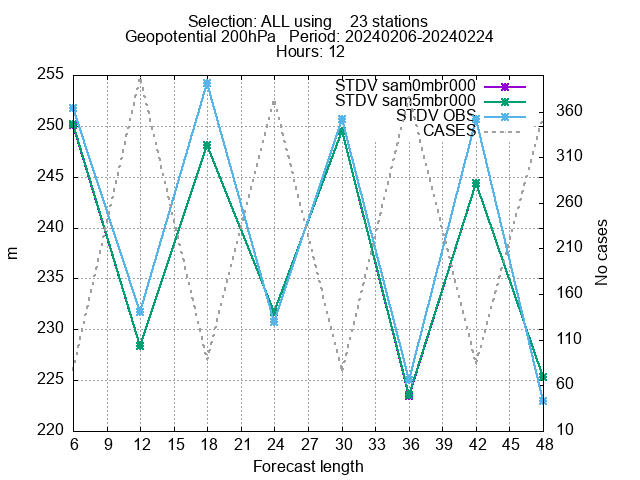 Selection: ALL using 23 stations
Geopotential 200hPa Period: 20240206-20240224
Hours: 12
STDV sam0mbr000
STDV sam5mbr000
STDV OBS
CASES
255
250
245
240
235
230
225
220
m
360
310
260
210
160
110
60
10
No cases
6 9 12 15 18 21 24 27 30 33 36 39 42 45 48
Forecast length